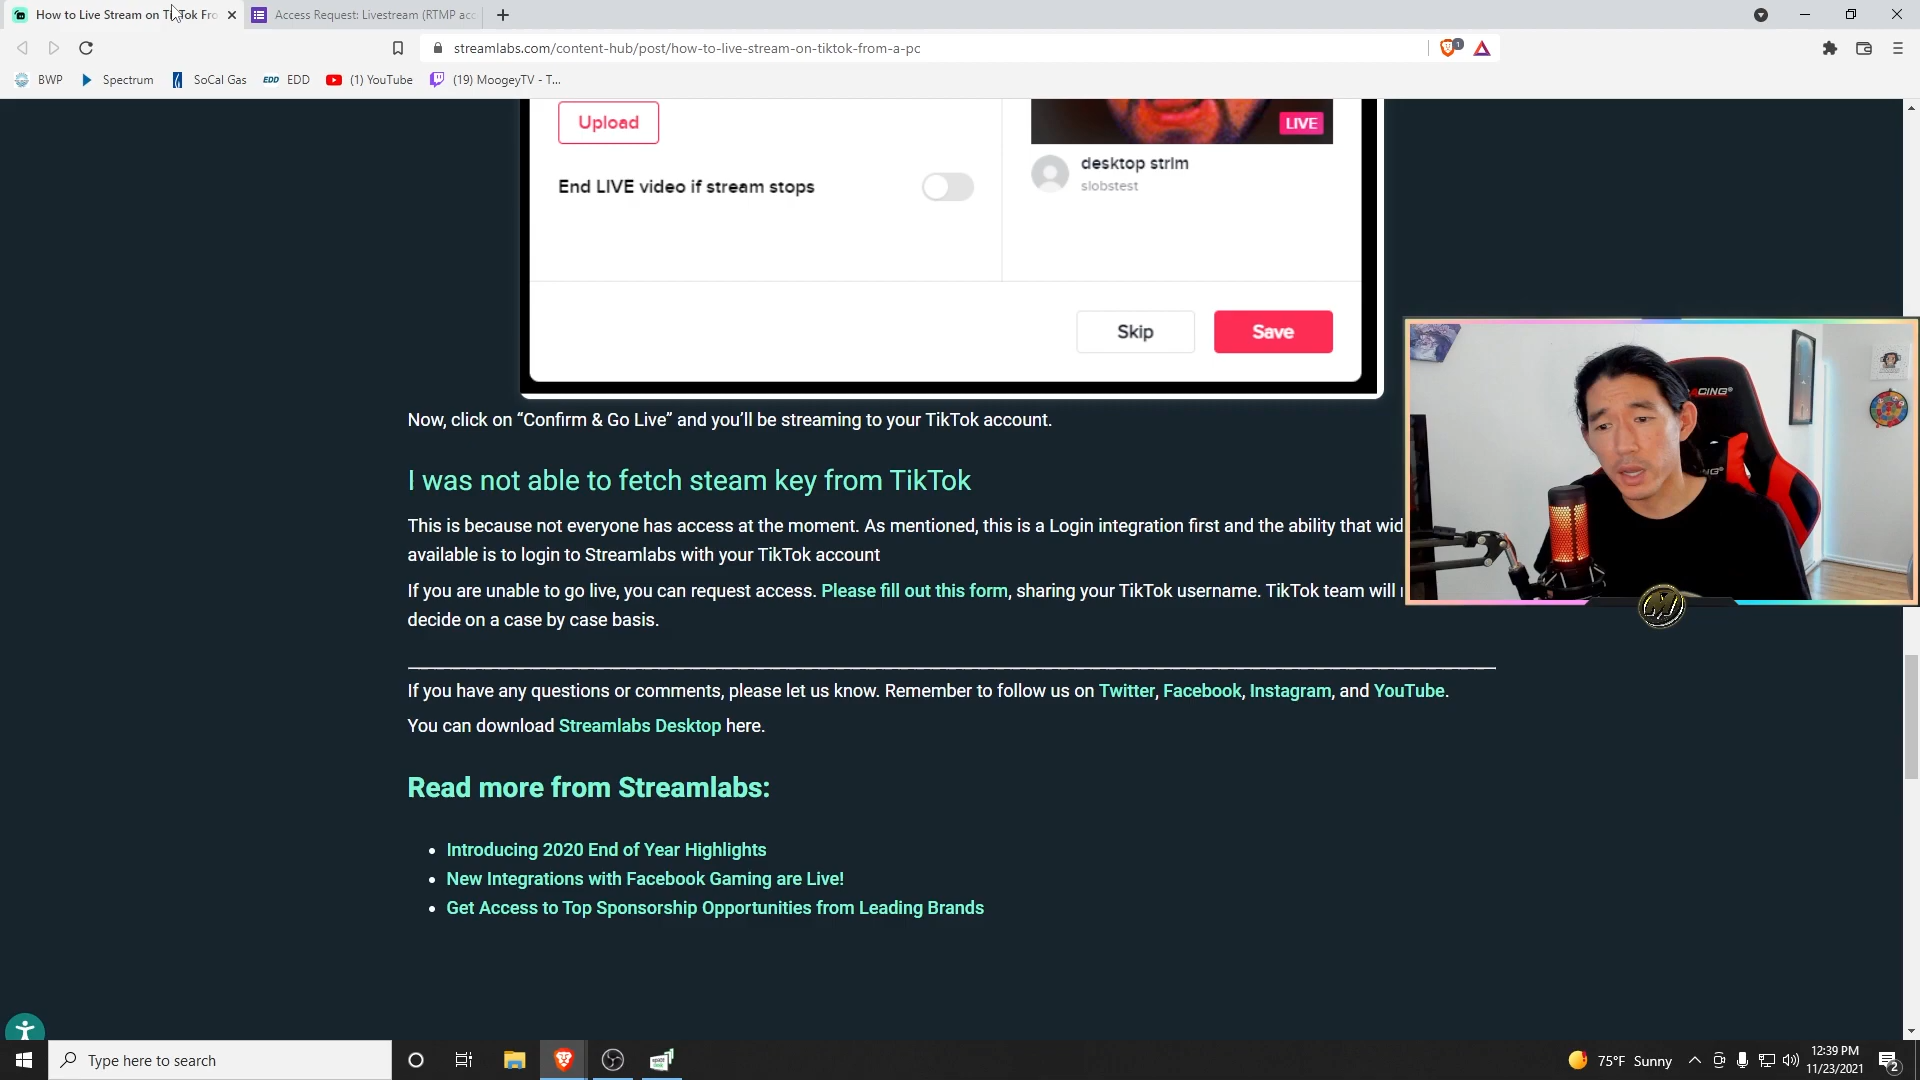 How to Live Stream on TikTok Fro
Access Request: Livestream (RTMP acc
streamlabs.com/content-hub/post/how-to-live-stream-on-tiktok-from-a-pc
1
BWP
Spectrum
SoCal Gas
EDD EDD
(1) YouTube
(19) MoogeyTV - T...
Upload
LIVE
desktop strlm
slobstest
End LIVE video if stream stops
Skip
Save
Now, click on “Confirm & Go Live” and you’ll be streaming to your TikTok account.
I was not able to fetch steam key from TikTok
This is because not everyone has access at the moment. As mentioned, this is a Login integration first and the ability that wid
available is to login to Streamlabs with your TikTok account
If you are unable to go live, you can request access. Please fill out this form, sharing your TikTok username. TikTok team will
decide on a case by case basis.
If you have any questions or comments, please let us know. Remember to follow us on Twitter, Facebook, Instagram, and YouTube.
You can download Streamlabs Desktop here.
Read more from Streamlabs:
• Introducing 2020 End of Year Highlights
• New Integrations with Facebook Gaming are Live!
• Get Access to Top Sponsorship Opportunities from Leading Brands
Type here to search
75°F Sunny
12:39 PM
11/23/2021
2